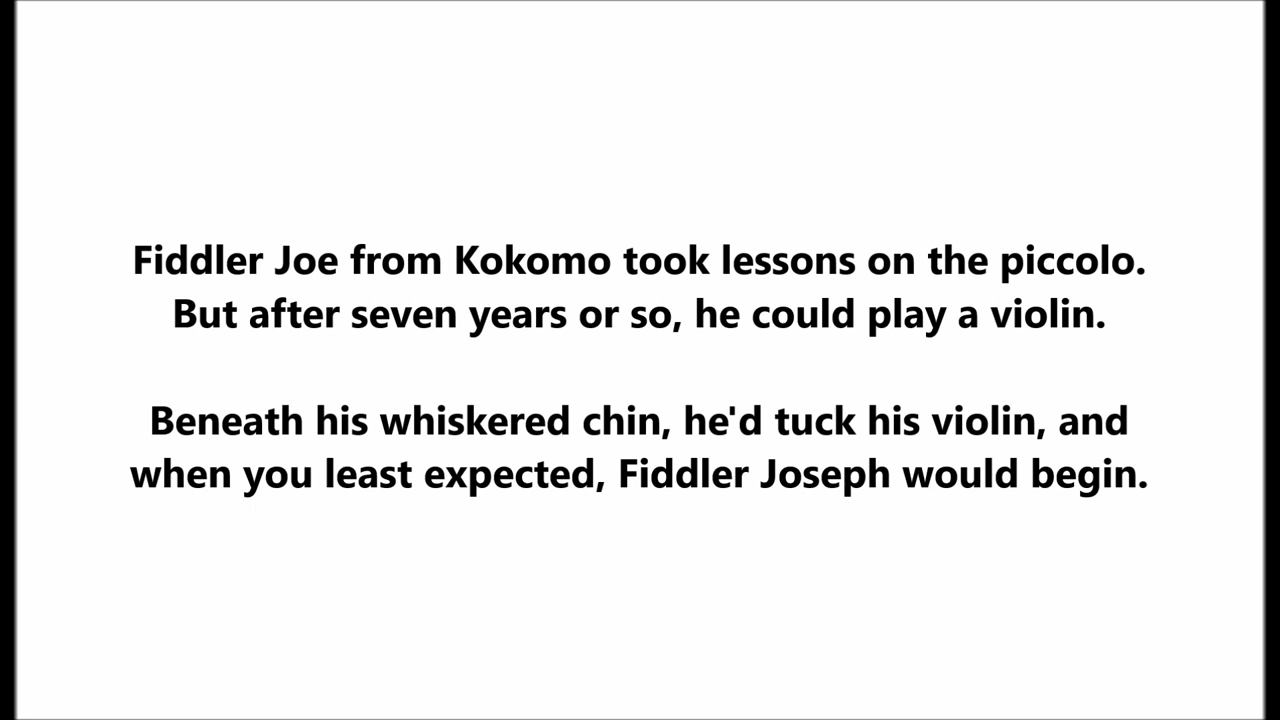 Fiddler Joe from Kokomo took lessons on the piccolo.
But after seven years or so, he could play a violin.
Beneath his whiskered chin, he'd tuck his violin, and
when you least expected, Fiddler Joseph would begin.